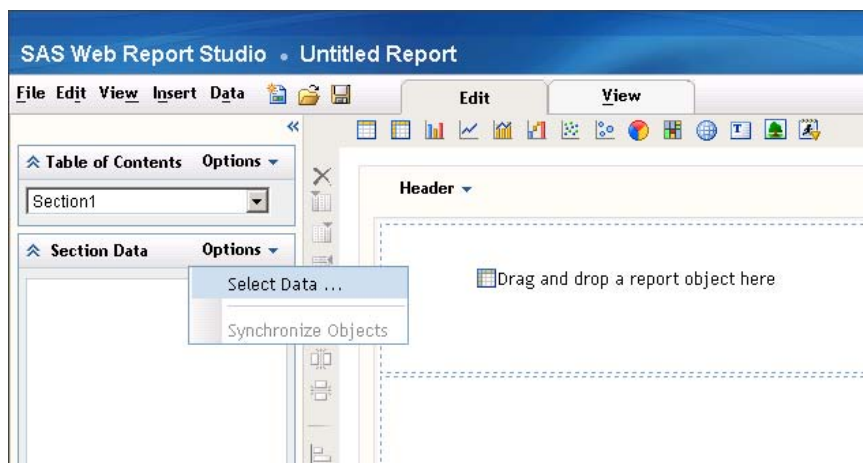 SAS Web Report Studio • Untitled Report
File Edit View Insert Data
Edit View
Table of Contents Options
Section1
Header
Section Data Options
Select Data ...
Drag and drop a report object here
Synchronize Objects